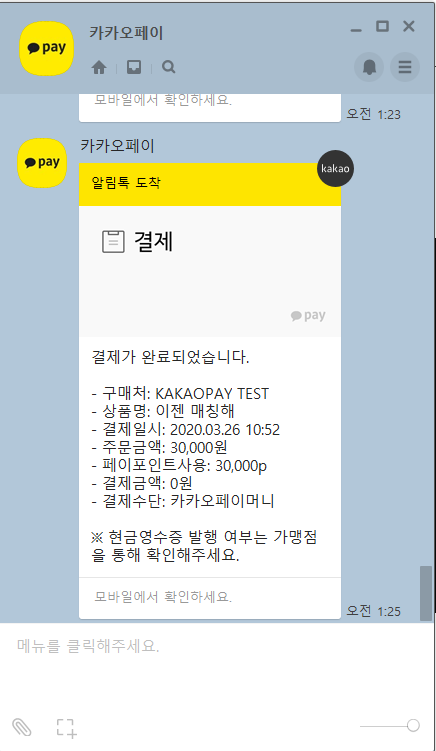 카카오페이
pay
모바일에서 확인하세요.
오전 1:23
pay
카카오페이
알림톡 도착
kakao
결제
pay
결제가 완료되었습니다.
- 구매처: KAKAOPAY TEST
- 상품명: 이젠 매칭해
- 결제일시: 2020.03.26 10:52
- 주문금액: 30,000원
- 페이포인트사용: 30,000p
- 결제금액: 0원
- 결제수단: 카카오페이머니
※ 현금영수증 발행 여부는 가맹점
을 통해 확인해주세요.
모바일에서 확인하세요.
오전 1:25
메뉴를 클릭해주세요.